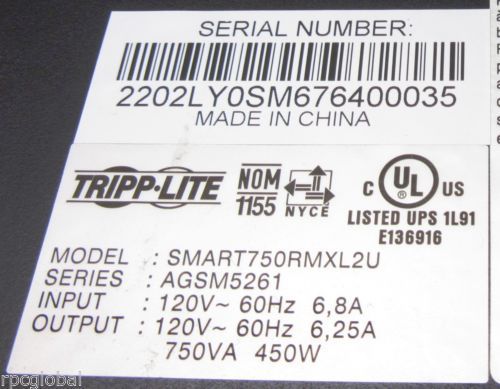 SERIAL NUMBER:
2202LY0SM676400035
MADE IN CHINA
TRIPP·LITE
NOM
1155
NYCE
C UL US
LISTED UPS 1L91
E136916
MODEL : SMART750RMXL2U
SERIES : AGSM5261
INPUT : 120V~ 60Hz 6,8A
OUTPUT : 120V~ 60Hz 6,25A
750VA 450W
rpcglobal